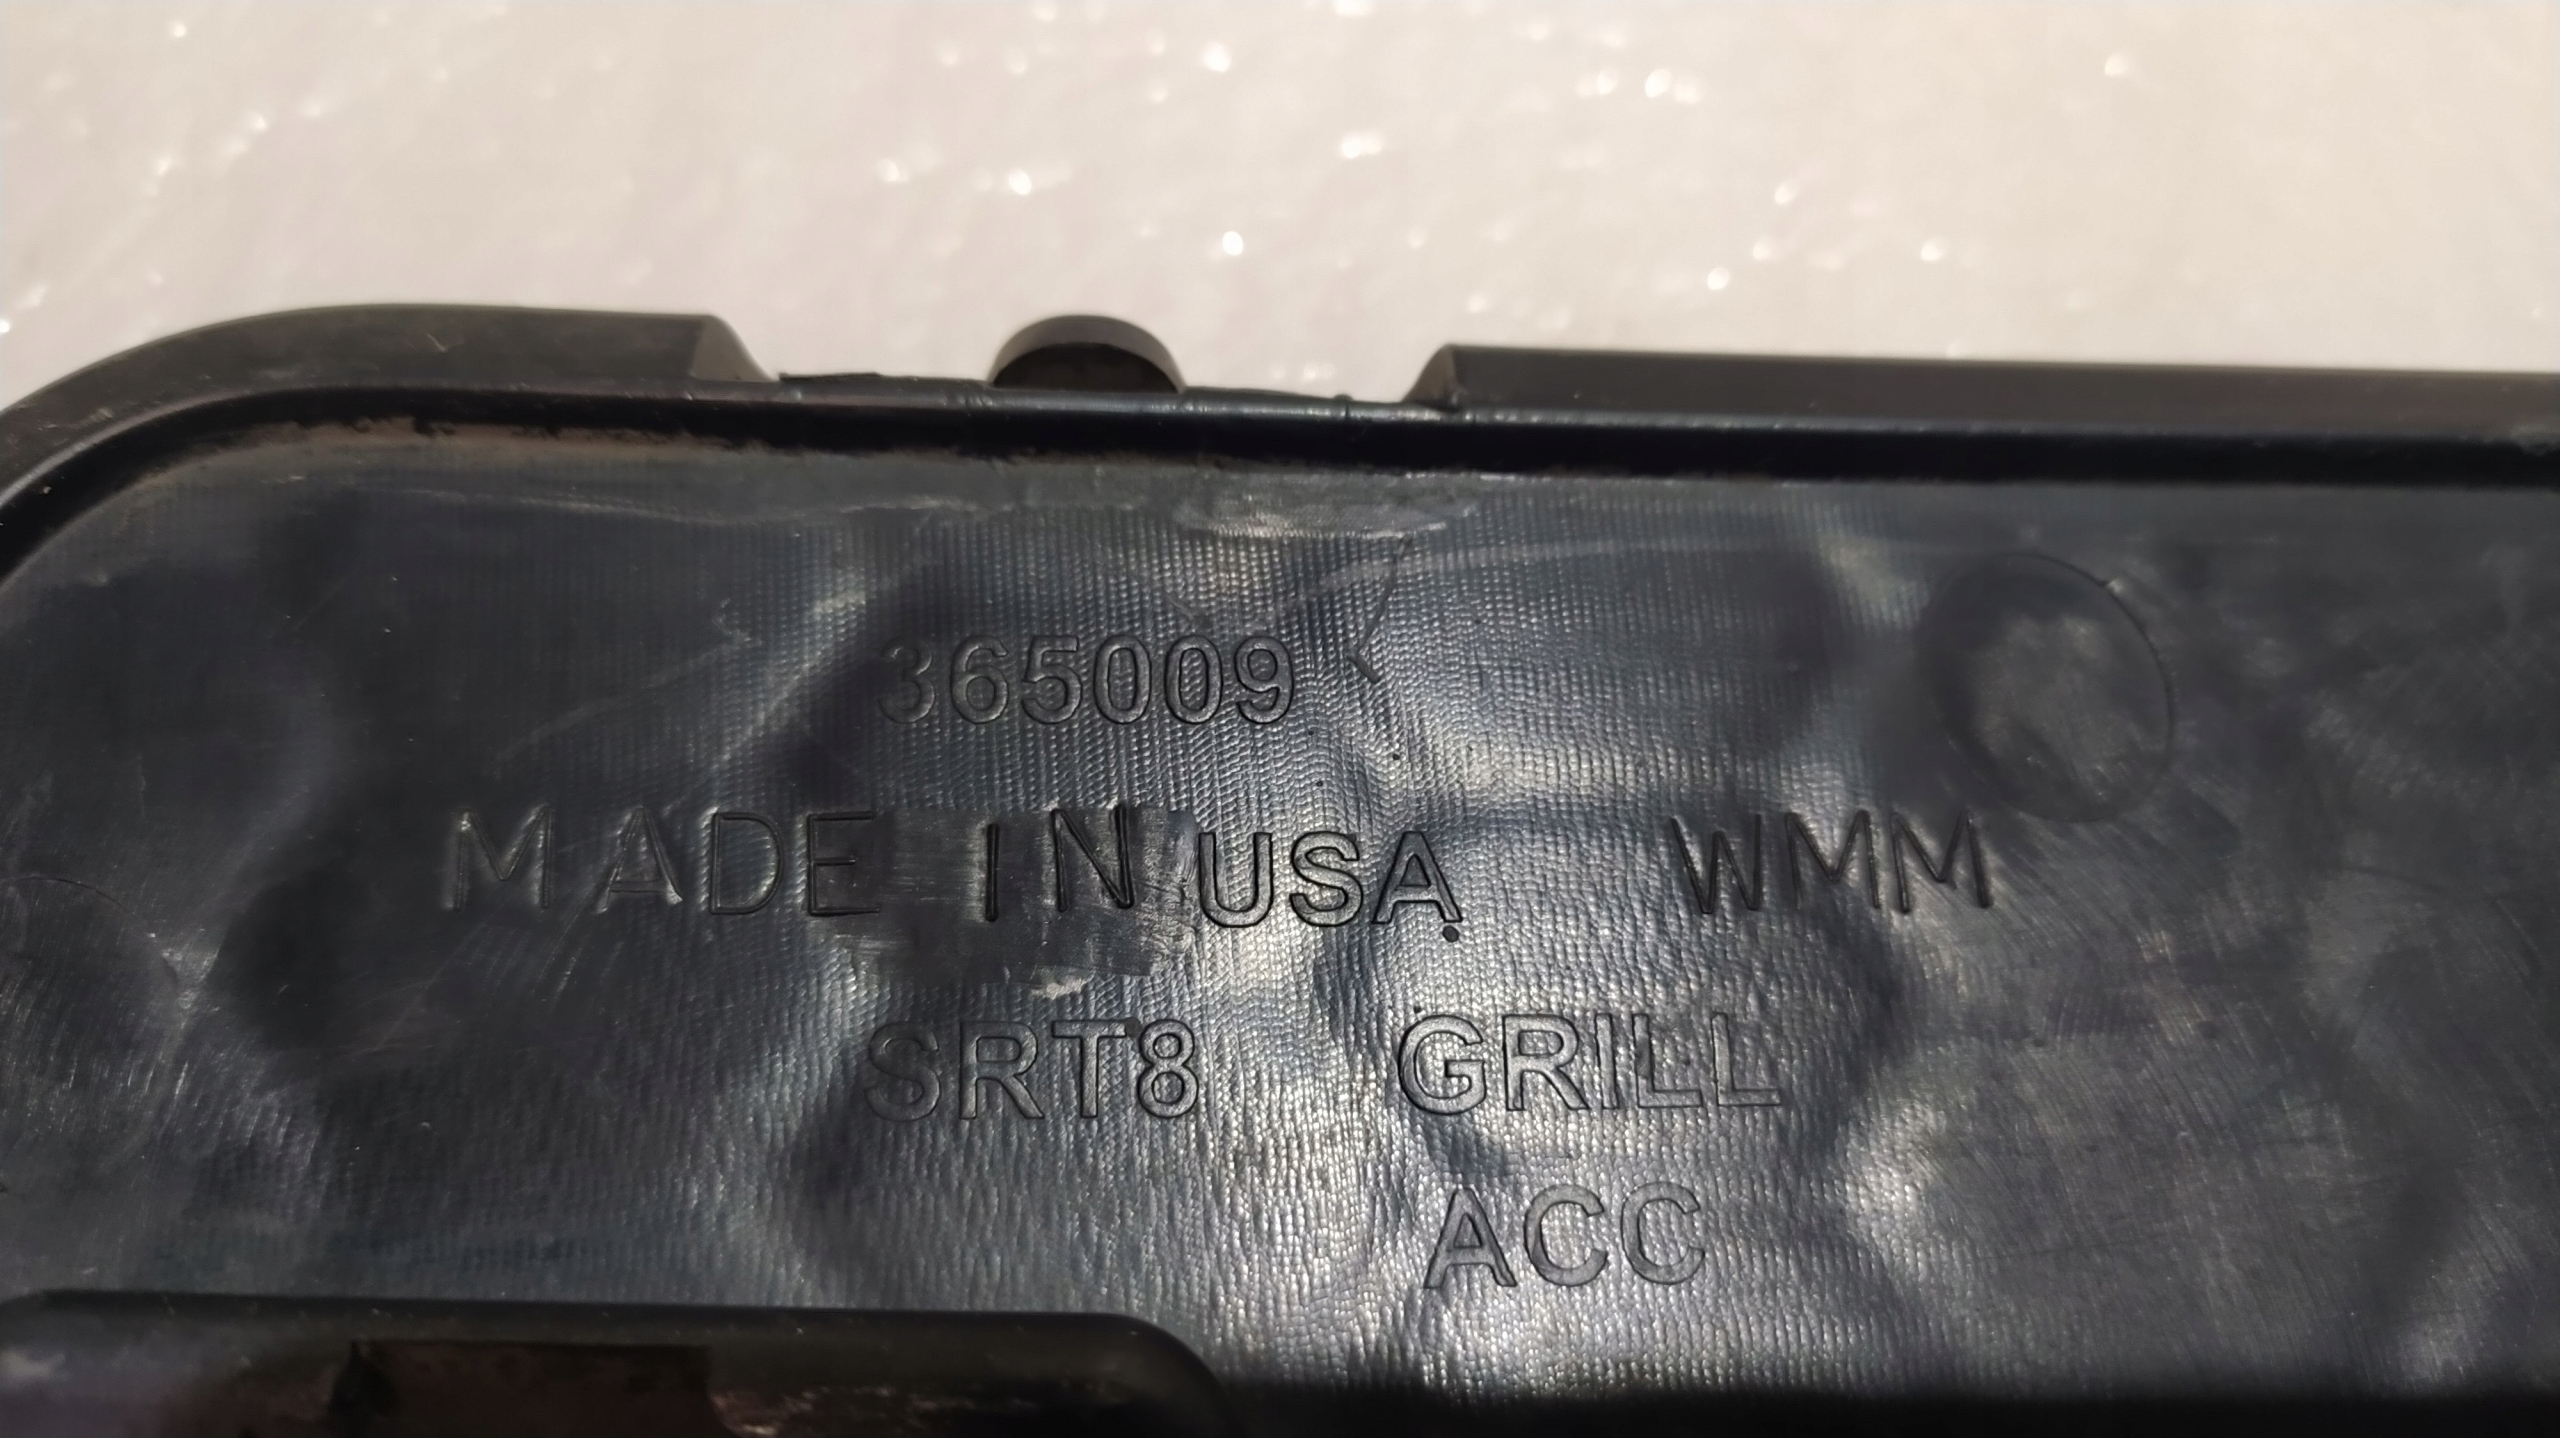 365009
MADE IN USA WMM
SRT8 GRILL
ACC